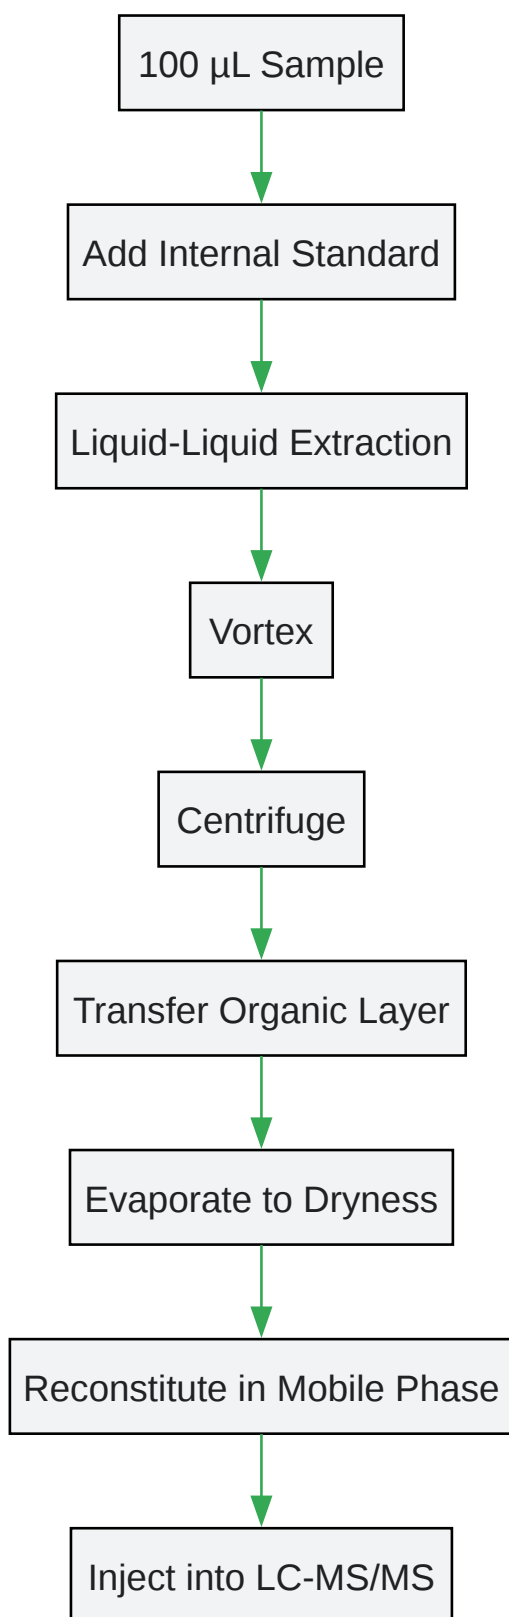 100 µL Sample
Add Internal Standard
Liquid-Liquid Extraction
Vortex
Centrifuge
Transfer Organic Layer
Evaporate to Dryness
Reconstitute in Mobile Phase
Inject into LC-MS/MS